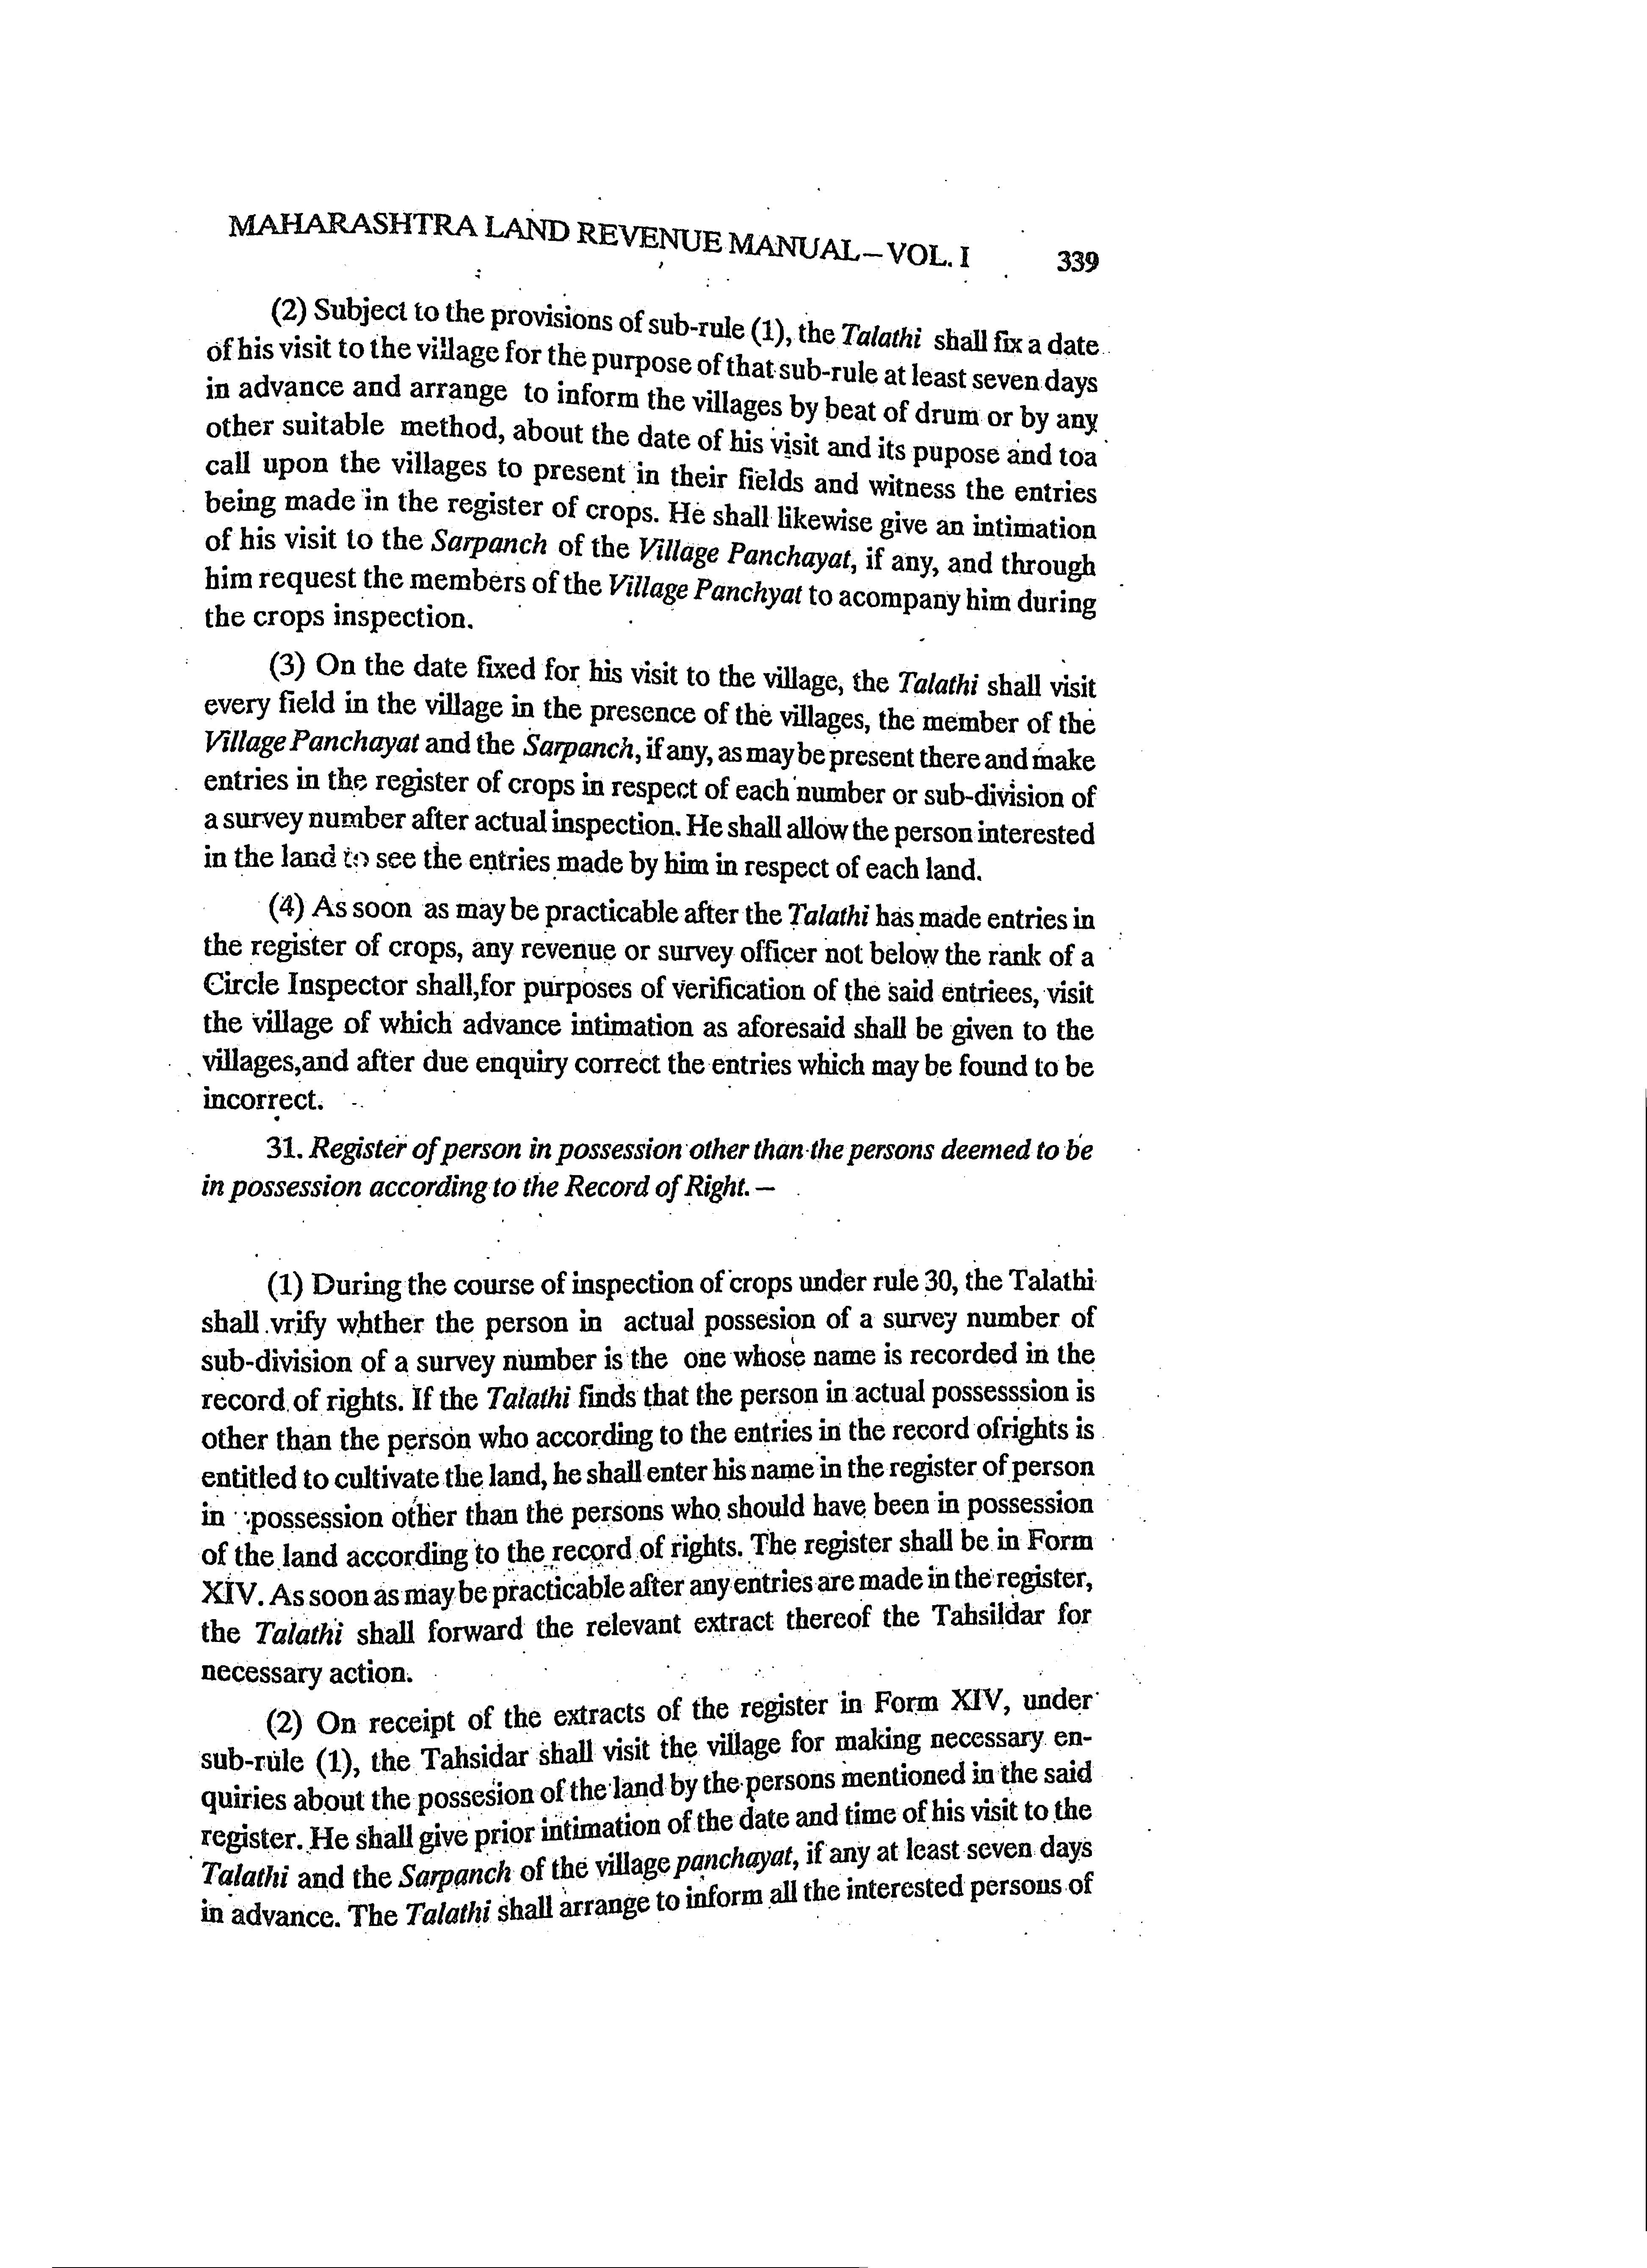 MAHARASHTRA LAND REVENUE MANUAL—VOL. I 339
(2) Subject to the provisions of sub-rule (1), the Talathi shall fix a date
of his visit to the village for the purpose of that sub-rule at least seven days
in advance and arrange to inform the villages by beat of drum or by any
other suitable method, about the date of his visit and its pupose and toa
call upon the villages to present in their fields and witness the entries
being made in the register of crops. He shall likewise give an intimation
of his visit to the Sarpanch of the Village Panchayat, if any, and through
him request the members of the Village Panchyat to acompany him during
the crops inspection.
(3) On the date fixed for his visit to the village, the Talathi shall visit
every field in the village in the presence of the villages, the member of the
Village Panchayat and the Sarpanch, if any, as may be present there and make
entries in the register of crops in respect of each number or sub-division of
a survey number after actual inspection. He shall allow the person interested
in the land to see the entries made by him in respect of each land.
(4) As soon as may be practicable after the Talathi has made entries in
the register of crops, any revenue or survey officer not below the rank of a
Circle Inspector shall,for purposes of verification of the said entriees, visit
the village of which advance intimation as aforesaid shall be given to the
villages,and after due enquiry correct the entries which may be found to be
incorrect.
31. Register of person in possession other than the persons deemed to be
in possession according to the Record of Right. —
(1) During the course of inspection of crops under rule 30, the Talathi
shall vrify whther the person in actual possesion of a survey number of
sub-division of a survey number is the one whose name is recorded in the
record of rights. If the Talathi finds that the person in actual possesssion is
other than the person who according to the entries in the record ofrights is
entitled to cultivate the land, he shall enter his name in the register of person
in possession other than the persons who should have been in possession
of the land according to the record of rights. The register shall be in Form
XIV. As soon as may be practicable after any entries are made in the register,
the Talathi shall forward the relevant extract thereof the Tahsildar for
necessary action.
(2) On receipt of the extracts of the register in Form XIV, under
sub-rule (1), the Tahsidar shall visit the village for making necessary en-
quiries about the possesion of the land by the persons mentioned in the said
register. He shall give prior intimation of the date and time of his visit to the
Talathi and the Sarpanch of the village panchayat, if any at least seven days
in advance. The Talathi shall arrange to inform all the interested persons of